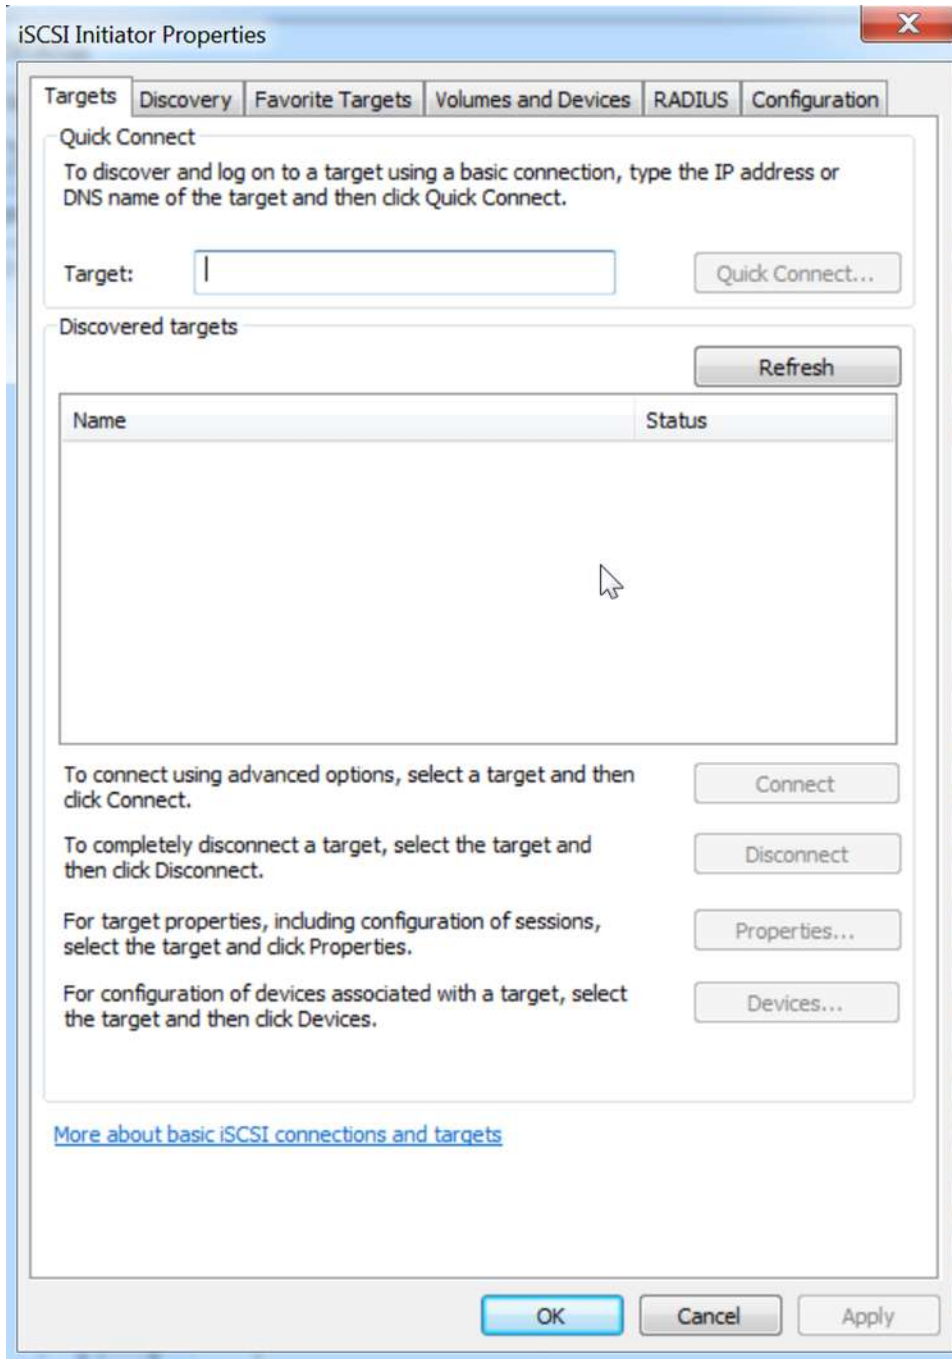 iSCSI Initiator Properties
Targets Discovery Favorite Targets Volumes and Devices RADIUS Configuration
Quick Connect
To discover and log on to a target using a basic connection, type the IP address or
DNS name of the target and then click Quick Connect.
Target: Quick Connect...
Discovered targets
Refresh
Name Status
To connect using advanced options, select a target and then
click Connect.
Connect
To completely disconnect a target, select the target and
then click Disconnect.
Disconnect
For target properties, including configuration of sessions,
select the target and click Properties.
Properties...
For configuration of devices associated with a target, select
the target and then click Devices.
Devices...
More about basic iSCSI connections and targets
OK Cancel Apply